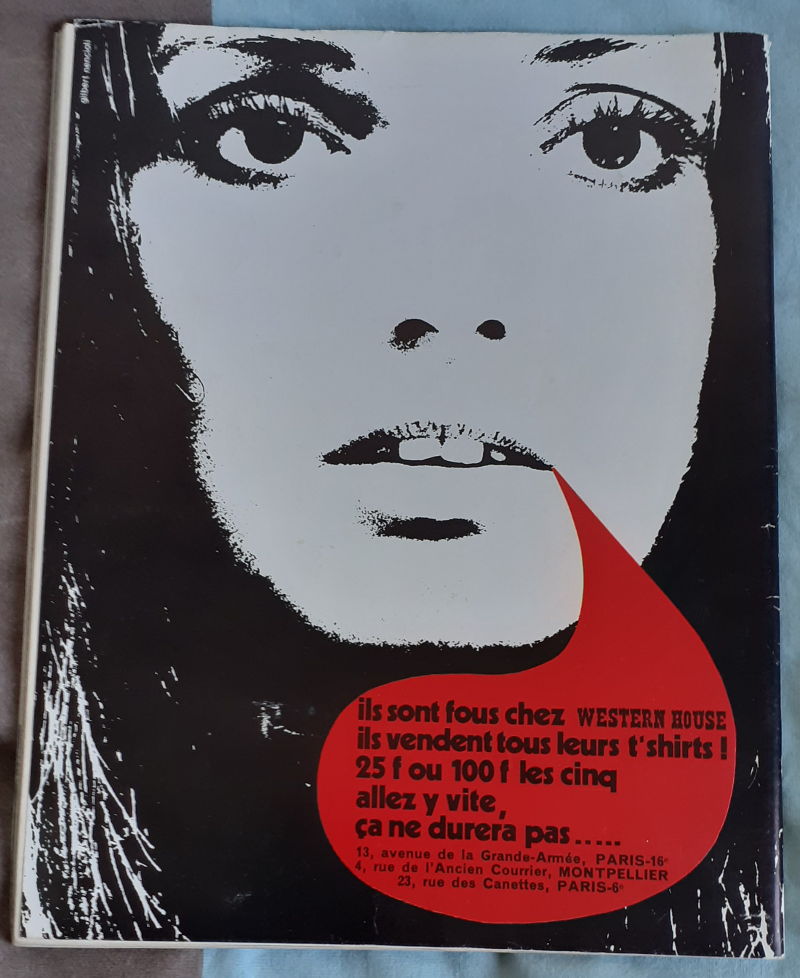 gilbert nencioli
ils sont fous chez WESTERN HOUSE
ils vendent tous leurs t'shirts !
25 f ou 100 f les cinq
allez y vite,
ça ne durera pas.....
13, avenue de la Grande-Armée, PARIS-16e
4, rue de l'Ancien Courrier, MONTPELLIER
23, rue des Canettes, PARIS-6e